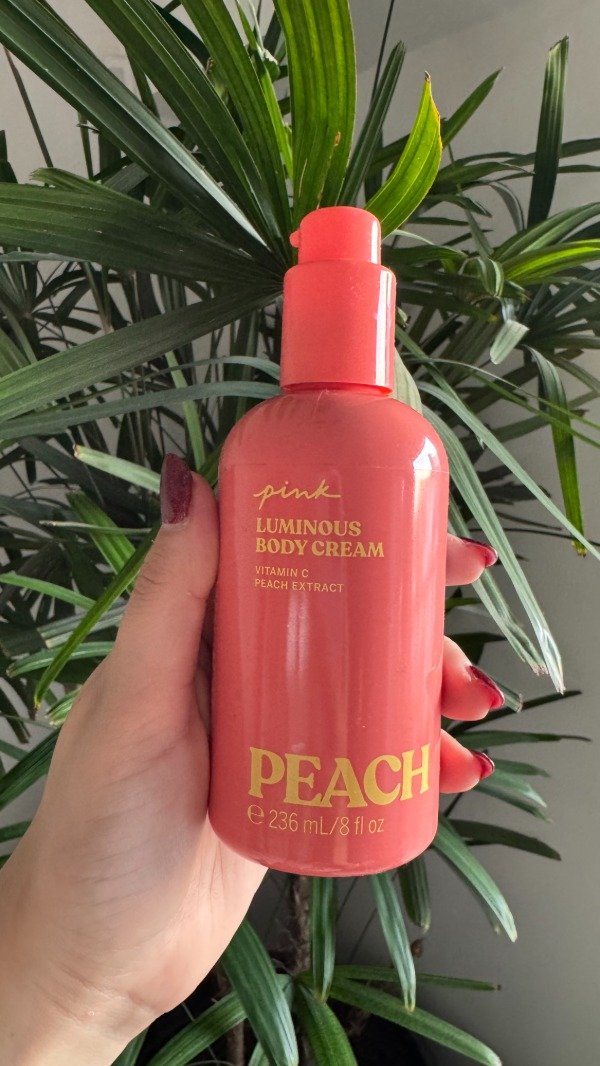 pink
LUMINOUS
BODY CREAM
VITAMIN C
PEACH EXTRACT
PEACH
℮ 236 mL/8 fl oz